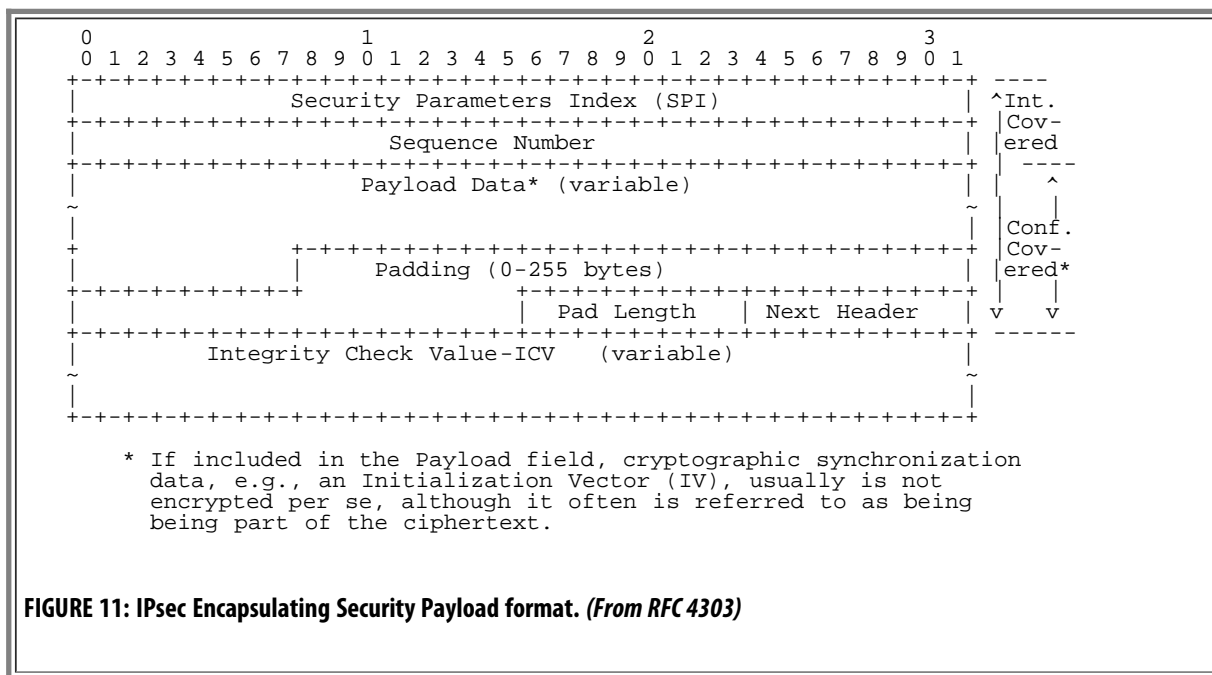 0                   1                   2                   3
 0 1 2 3 4 5 6 7 8 9 0 1 2 3 4 5 6 7 8 9 0 1 2 3 4 5 6 7 8 9 0 1
+-+-+-+-+-+-+-+-+-+-+-+-+-+-+-+-+-+-+-+-+-+-+-+-+-+-+-+-+-+-+-+-+ ----
|               Security Parameters Index (SPI)                | ^Int.
+-+-+-+-+-+-+-+-+-+-+-+-+-+-+-+-+-+-+-+-+-+-+-+-+-+-+-+-+-+-+-+-+ |Cov-
|                      Sequence Number                          | |ered
+-+-+-+-+-+-+-+-+-+-+-+-+-+-+-+-+-+-+-+-+-+-+-+-+-+-+-+-+-+-+-+-+ | ----
|                    Payload Data* (variable)                   | |   ^
~                                                               ~ |   |
|                                                               | |Conf.
+               +-+-+-+-+-+-+-+-+-+-+-+-+-+-+-+-+-+-+-+-+-+-+-+-+ |Cov-
|               |     Padding (0-255 bytes)                     | |ered*
+-+-+-+-+-+-+-+-+               +-+-+-+-+-+-+-+-+-+-+-+-+-+-+-+-+ |   |
|                               |  Pad Length   | Next Header   | v   v
+-+-+-+-+-+-+-+-+-+-+-+-+-+-+-+-+-+-+-+-+-+-+-+-+-+-+-+-+-+-+-+-+ ------
|         Integrity Check Value-ICV   (variable)                |
~                                                               ~
|                                                               |
+-+-+-+-+-+-+-+-+-+-+-+-+-+-+-+-+-+-+-+-+-+-+-+-+-+-+-+-+-+-+-+-+
* If included in the Payload field, cryptographic synchronization
data, e.g., an Initialization Vector (IV), usually is not
encrypted per se, although it often is referred to as being
being part of the ciphertext.
FIGURE 11: IPsec Encapsulating Security Payload format. (From RFC 4303)